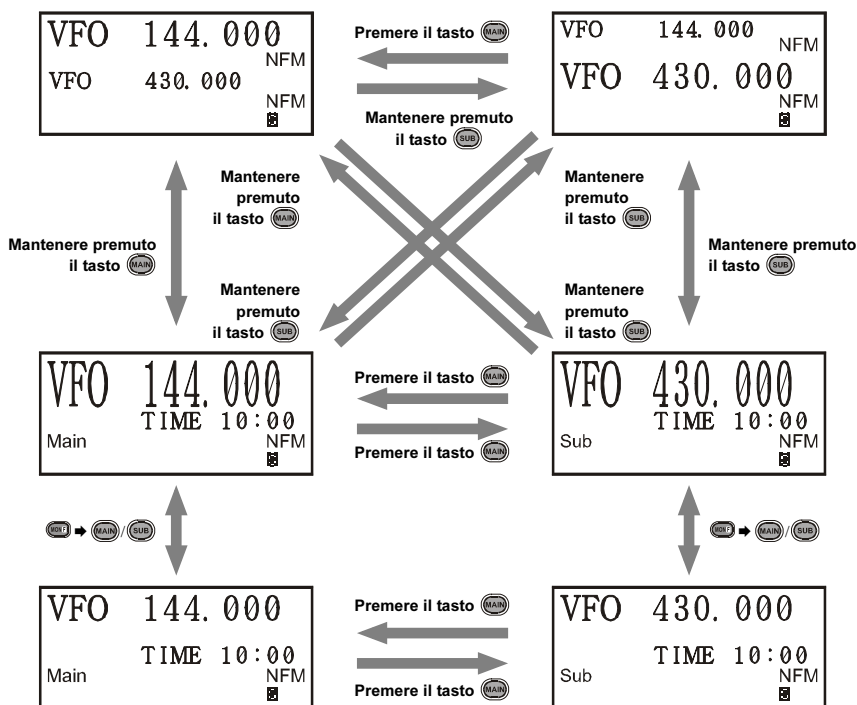 VFO 144.000
NFM
VFO 430.000
NFM
Premere il tasto MAIN
Mantenere premuto
il tasto SUB
VFO 144.000
NFM
VFO 430.000
NFM
Mantenere
premuto
il tasto MAIN
Mantenere
premuto
il tasto SUB
Mantenere premuto
il tasto MAIN
Mantenere premuto
il tasto SUB
Mantenere
premuto
il tasto SUB
Mantenere
premuto
il tasto SUB
VFO 144.000
TIME 10:00
Main
NFM
Premere il tasto MAIN
Premere il tasto MAIN
VFO 430.000
TIME 10:00
Sub
NFM
MONI F MAIN / SUB
MONI F MAIN / SUB
VFO 144.000
TIME 10:00
Main
NFM
Premere il tasto MAIN
Premere il tasto MAIN
VFO 430.000
TIME 10:00
Sub
NFM